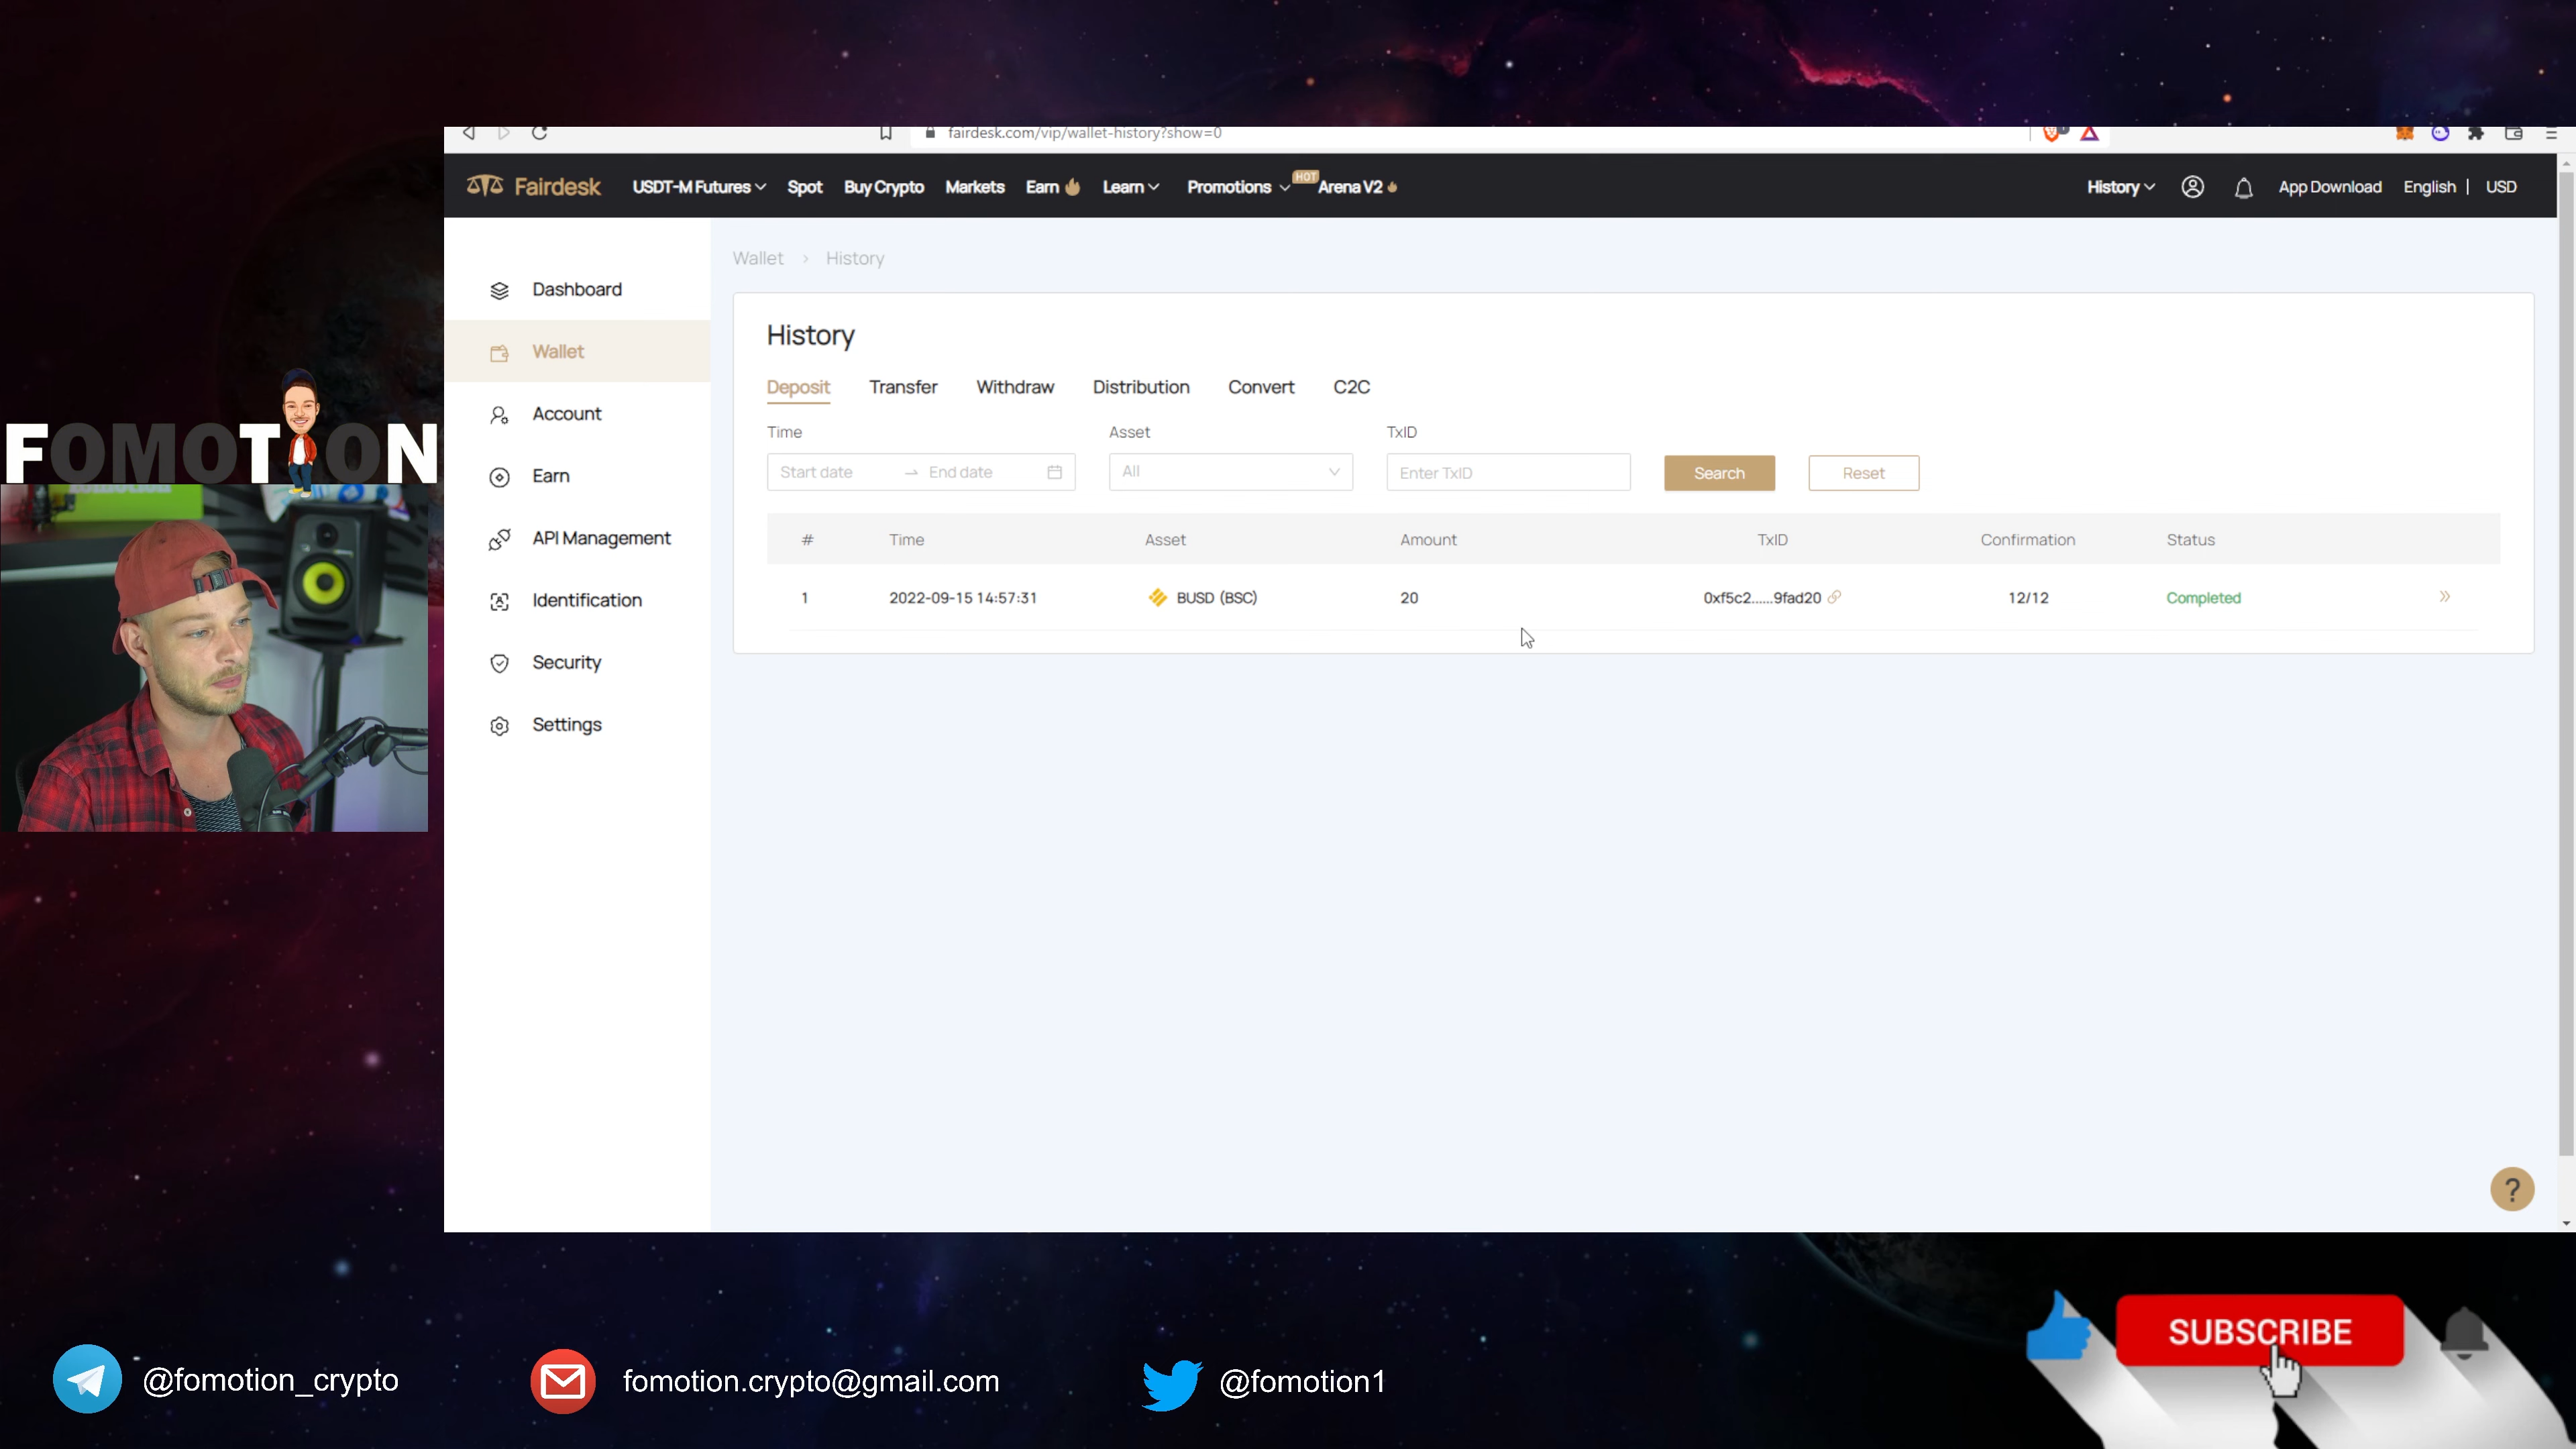 fairdesk.com/vip/wallet-history?show=0
Fairdesk USDT-M Futures Spot Buy Crypto Markets Earn Learn Promotions HOT Arena V2 History App Download English | USD
Wallet > History
Dashboard
Wallet
Account
Earn
API Management
Identification
Security
Settings
History
Deposit Transfer Withdraw Distribution Convert C2C
Time Asset TxID
Start date → End date All Enter TxID Search Reset
# Time Asset Amount TxID Confirmation Status
1 2022-09-15 14:57:31 BUSD (BSC) 20 0xf5c2......9fad20 12/12 Completed »
?
FOMOTION
@fomotion_crypto fomotion.crypto@gmail.com @fomotion1 SUBSCRIBE